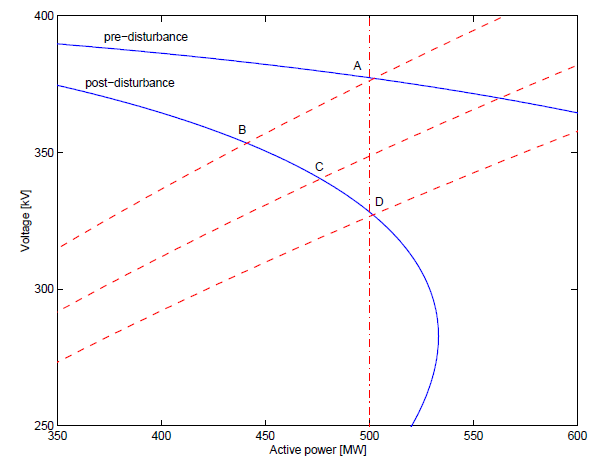 400
pre−disturbance
A
post−disturbance
B
350
C
D
Voltage [kV]
300
250
350 400 450 500 550 600
Active power [MW]